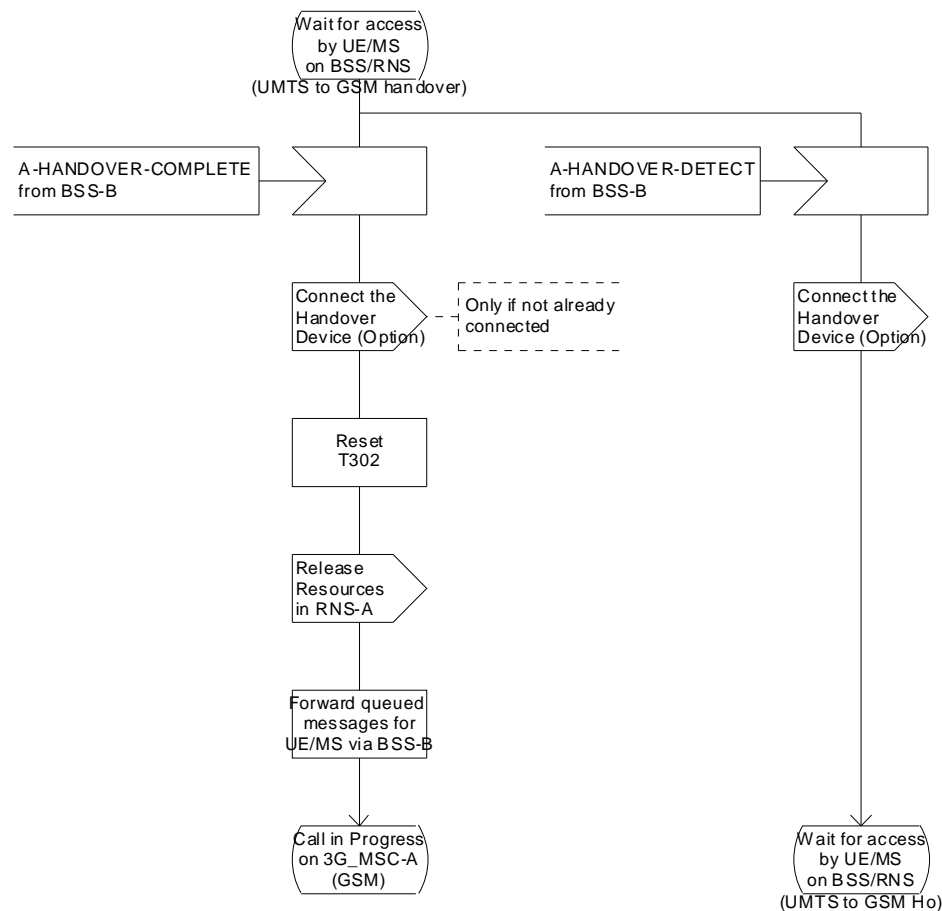 Wait for access
by UE/MS
on BSS/RNS
(UMTS to GSM handover)
A-HANDOVER-COMPLETE
from BSS-B
A-HANDOVER-DETECT
from BSS-B
Connect the
Handover
Device (Option)
Only if not already
connected
Connect the
Handover
Device (Option)
Reset
T302
Release
Resources
in RNS-A
Forward queued
messages for
UE/MS via BSS-B
Call in Progress
on 3G_MSC-A
(GSM)
Wait for access
by UE/MS
on BSS/RNS
(UMTS to GSM Ho)